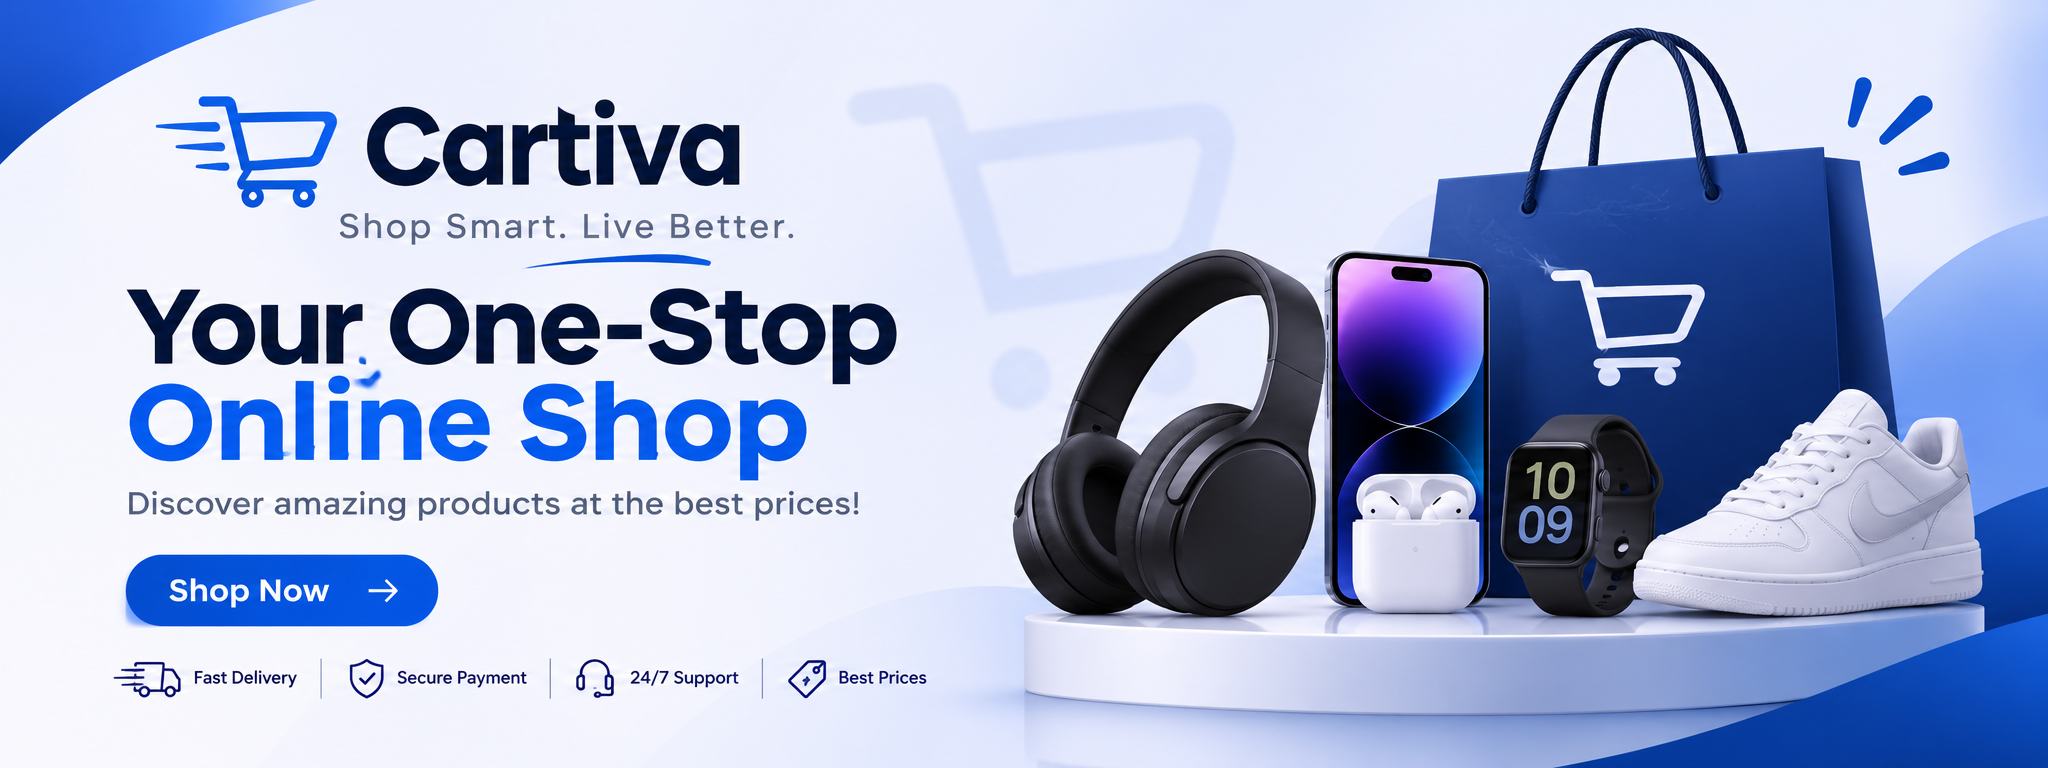 Cartiva
Shop Smart. Live Better.
Your One-Stop
Online Shop
Discover amazing products at the best prices!
Shop Now
Fast Delivery
Secure Payment
24/7 Support
Best Prices
10
09